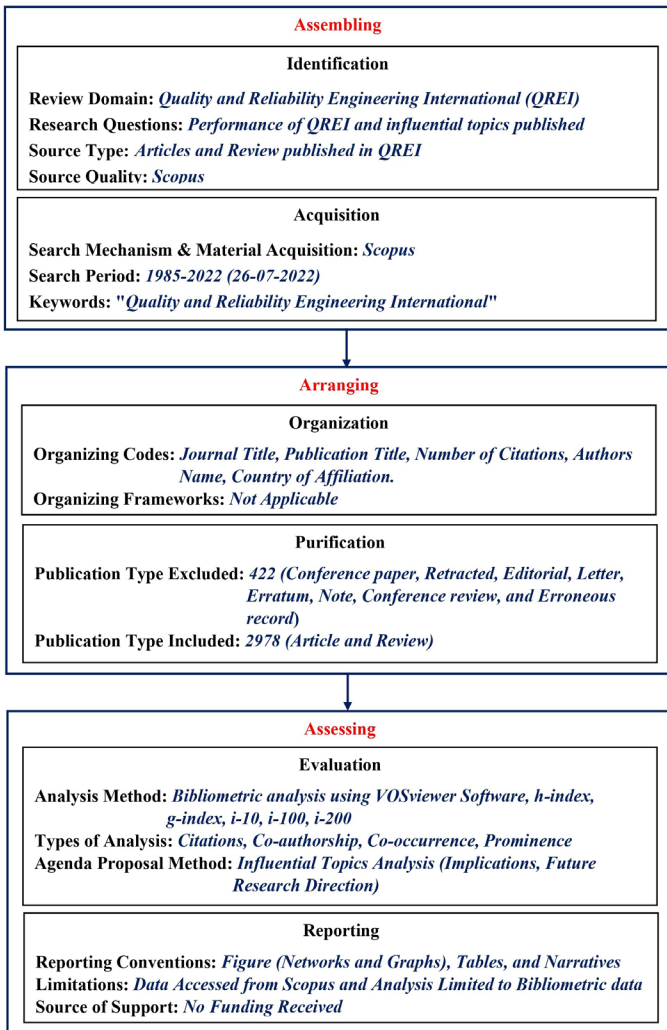 Assembling
Identification
Review Domain: Quality and Reliability Engineering International (QREI)
Research Questions: Performance of QREI and influential topics published
Source Type: Articles and Review published in QREI
Source Quality: Scopus
Acquisition
Search Mechanism & Material Acquisition: Scopus
Search Period: 1985-2022 (26-07-2022)
Keywords: "Quality and Reliability Engineering International"
Arranging
Organization
Organizing Codes: Journal Title, Publication Title, Number of Citations, Authors
Name, Country of Affiliation.
Organizing Frameworks: Not Applicable
Purification
Publication Type Excluded: 422 (Conference paper, Retracted, Editorial, Letter,
Erratum, Note, Conference review, and Erroneous
record)
Publication Type Included: 2978 (Article and Review)
Assessing
Evaluation
Analysis Method: Bibliometric analysis using VOSviewer Software, h-index,
g-index, i-10, i-100, i-200
Types of Analysis: Citations, Co-authorship, Co-occurrence, Prominence
Agenda Proposal Method: Influential Topics Analysis (Implications, Future
Research Direction)
Reporting
Reporting Conventions: Figure (Networks and Graphs), Tables, and Narratives
Limitations: Data Accessed from Scopus and Analysis Limited to Bibliometric data
Source of Support: No Funding Received